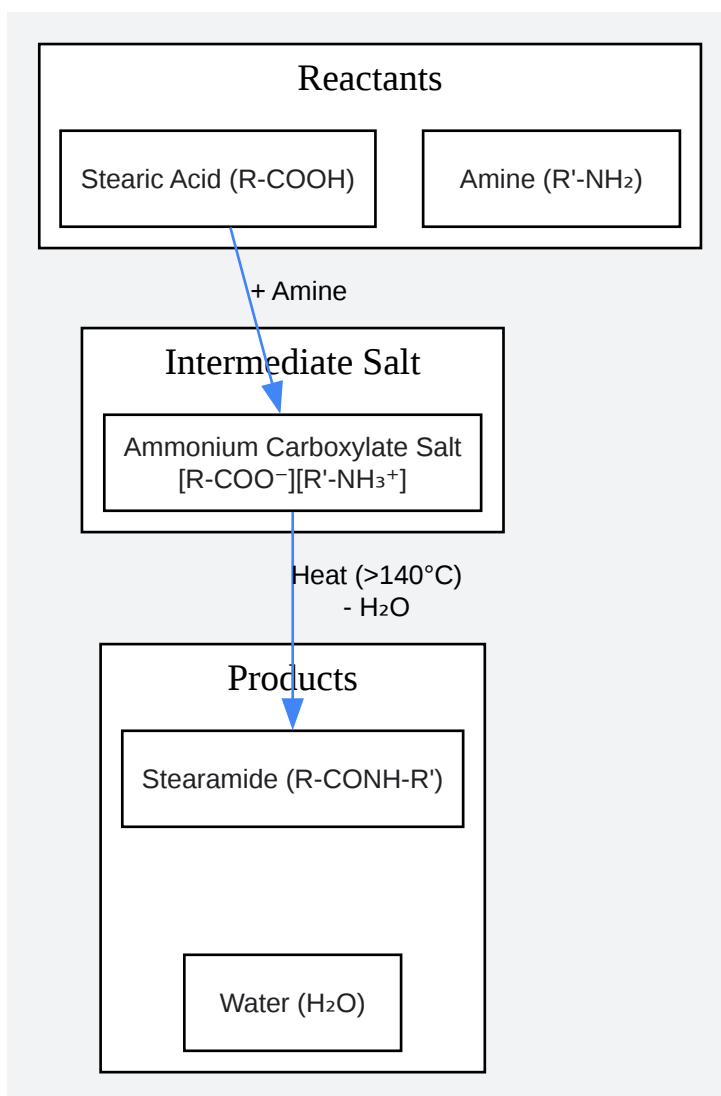 Reactants
Stearic Acid (R-COOH)
Amine (R'-NH₂)
+ Amine
Intermediate Salt
Ammonium Carboxylate Salt
[R-COO⁻][R'-NH₃⁺]
Heat (>140°C)
- H₂O
Products
Stearamide (R-CONH-R')
Water (H₂O)